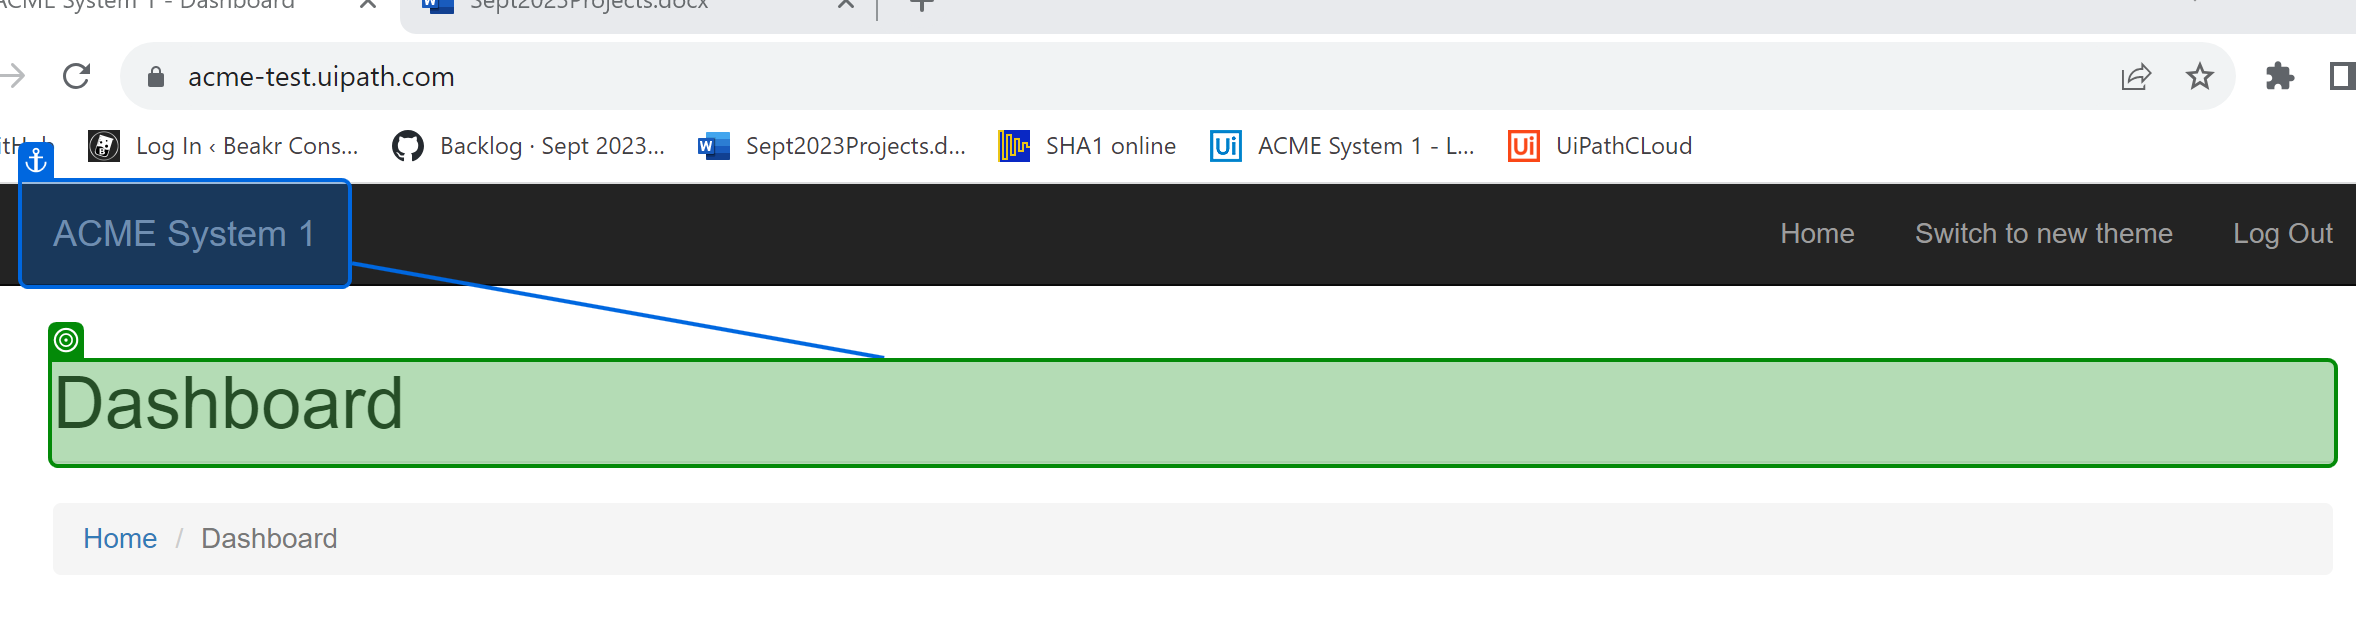 ACME System 1 - Dashboard
Sept2023Projects.docx
acme-test.uipath.com
itHub
Log In ‹ Beakr Cons...
Backlog · Sept 2023...
Sept2023Projects.d...
SHA1 online
ACME System 1 - L...
UiPathCLoud
ACME System 1
Home
Switch to new theme
Log Out
Dashboard
Home / Dashboard